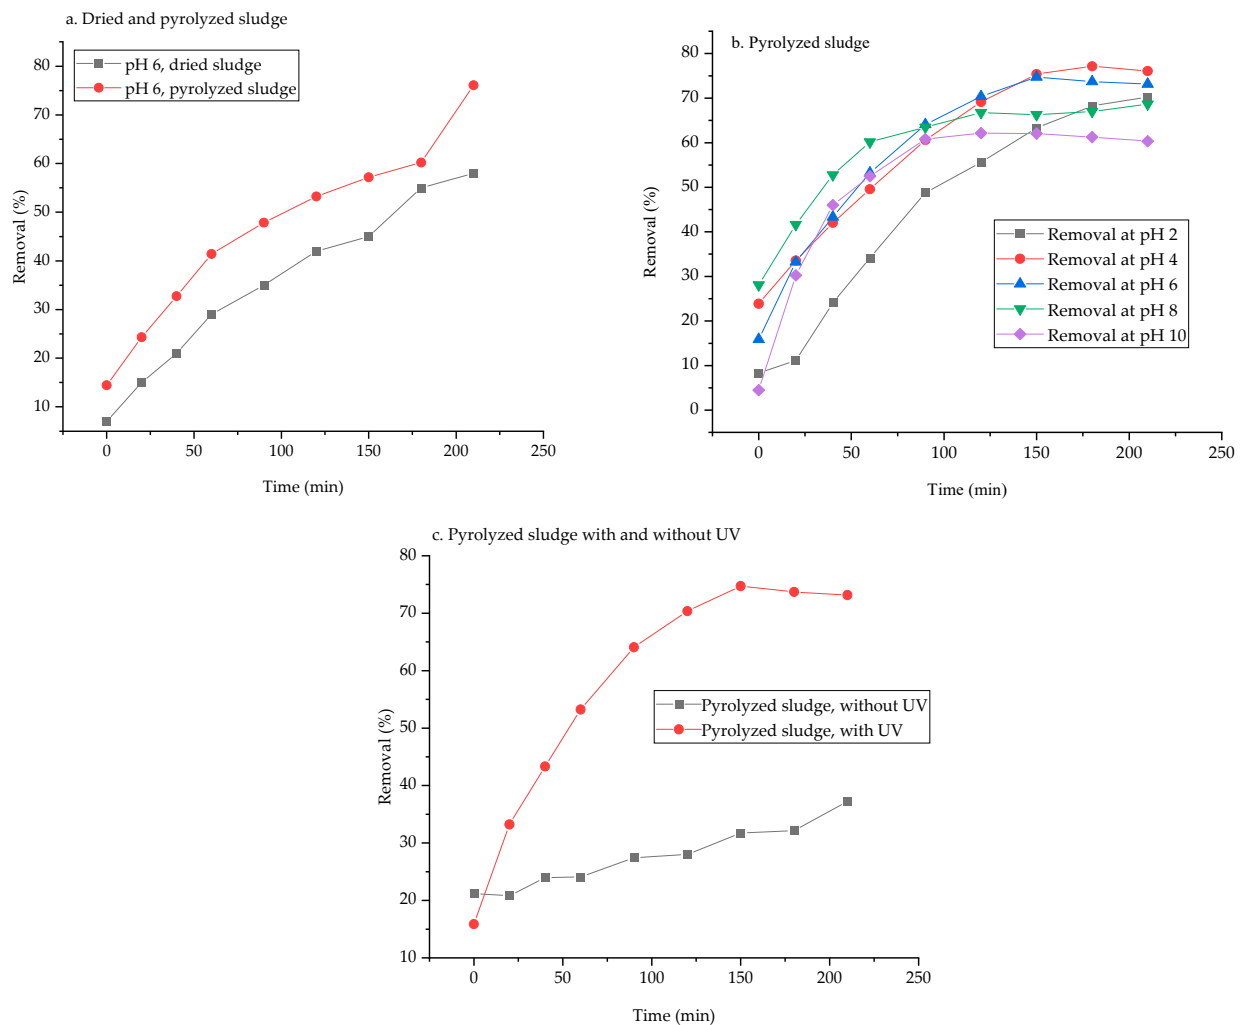 a. Dried and pyrolyzed sludge
pH 6, dried sludge
pH 6, pyrolyzed sludge
Removal (%)
80
70
60
50
40
30
20
10
0
50
100
150
200
250
Time (min)
b. Pyrolyzed sludge
Removal (%)
80
70
60
50
40
30
20
10
0
Removal at pH 2
Removal at pH 4
Removal at pH 6
Removal at pH 8
Removal at pH 10
0
50
100
150
200
250
Time (min)
c. Pyrolyzed sludge with and without UV
Removal (%)
80
70
60
50
40
30
20
10
Pyrolyzed sludge, without UV
Pyrolyzed sludge, with UV
0
50
100
150
200
250
Time (min)